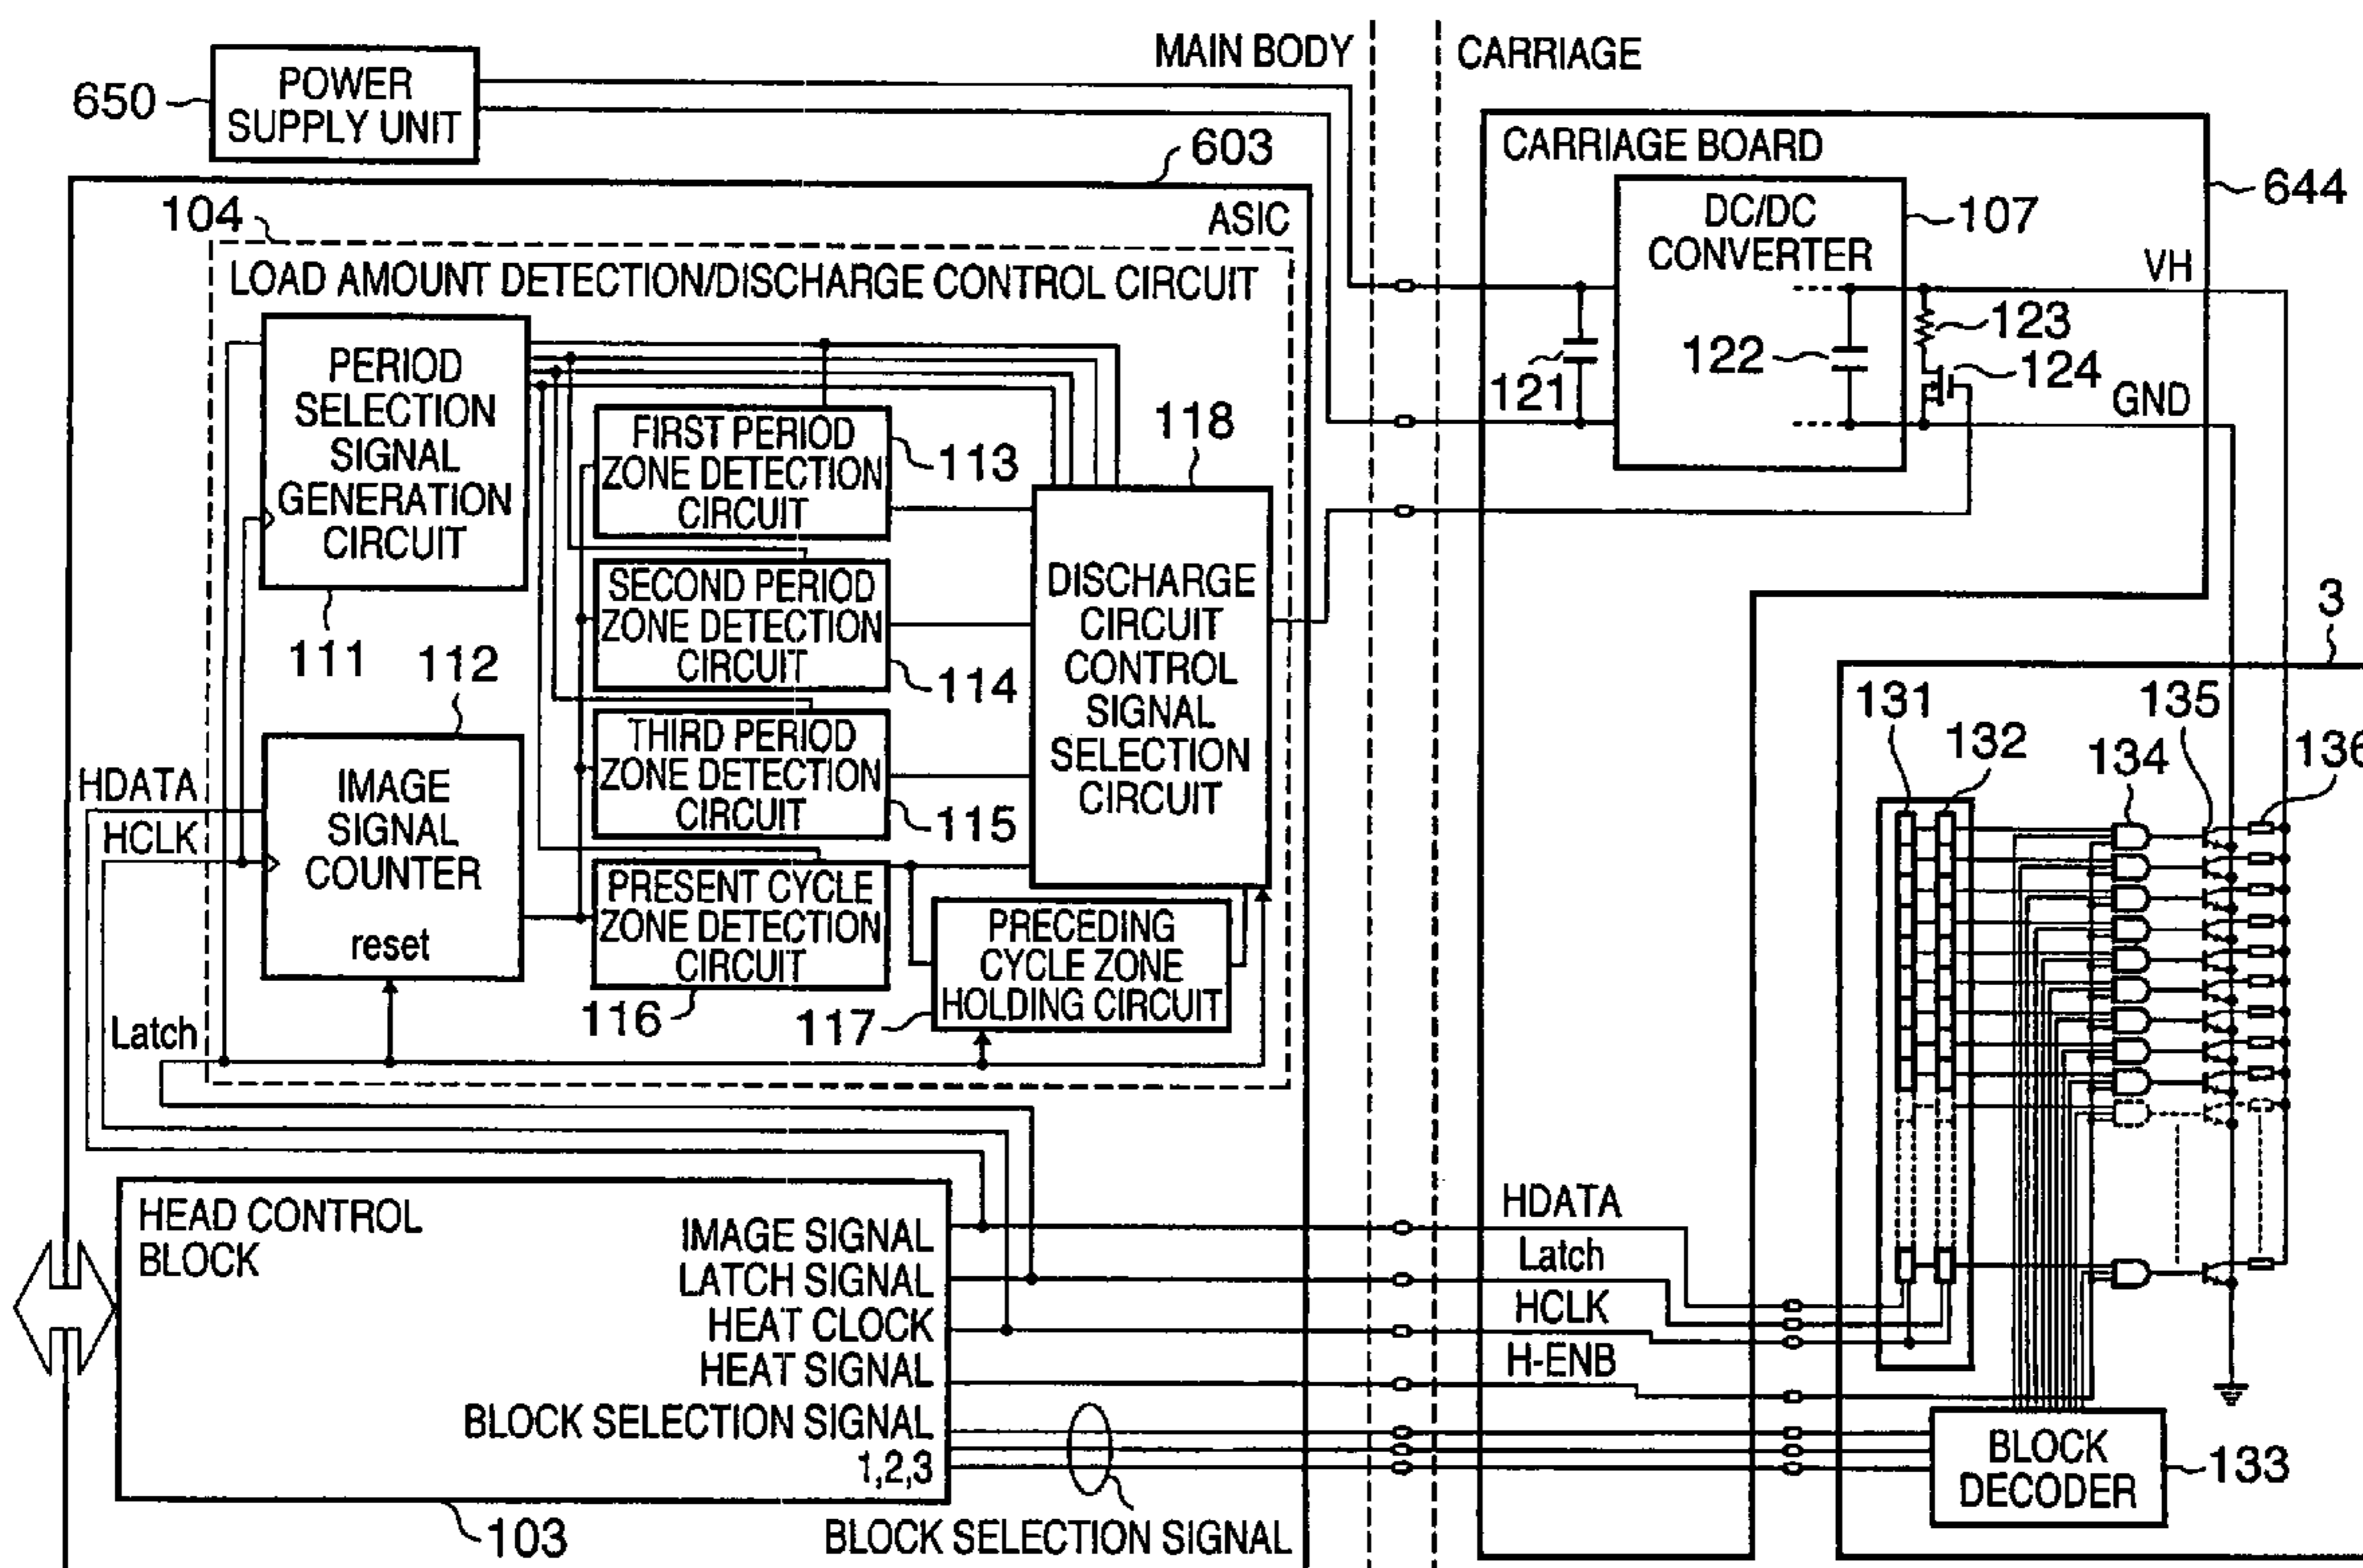 MAIN BODY
CARRIAGE
650
POWER
SUPPLY UNIT
603
ASIC
104
LOAD AMOUNT DETECTION/DISCHARGE CONTROL CIRCUIT
PERIOD
SELECTION
SIGNAL
GENERATION
CIRCUIT
111
112
IMAGE
SIGNAL
COUNTER
reset
HDATA
HCLK
Latch
FIRST PERIOD
ZONE DETECTION
CIRCUIT
113
SECOND PERIOD
ZONE DETECTION
CIRCUIT
114
THIRD PERIOD
ZONE DETECTION
CIRCUIT
115
PRESENT CYCLE
ZONE DETECTION
CIRCUIT
116
117
PRECEDING
CYCLE ZONE
HOLDING CIRCUIT
118
DISCHARGE
CIRCUIT
CONTROL
SIGNAL
SELECTION
CIRCUIT
CARRIAGE BOARD
644
DC/DC
CONVERTER
107
VH
121
122
123
124
GND
3
131
132
134
135
136
HEAD CONTROL
BLOCK
IMAGE SIGNAL
LATCH SIGNAL
HEAT CLOCK
HEAT SIGNAL
BLOCK SELECTION SIGNAL
1,2,3
103
BLOCK SELECTION SIGNAL
HDATA
Latch
HCLK
H-ENB
BLOCK
DECODER
133